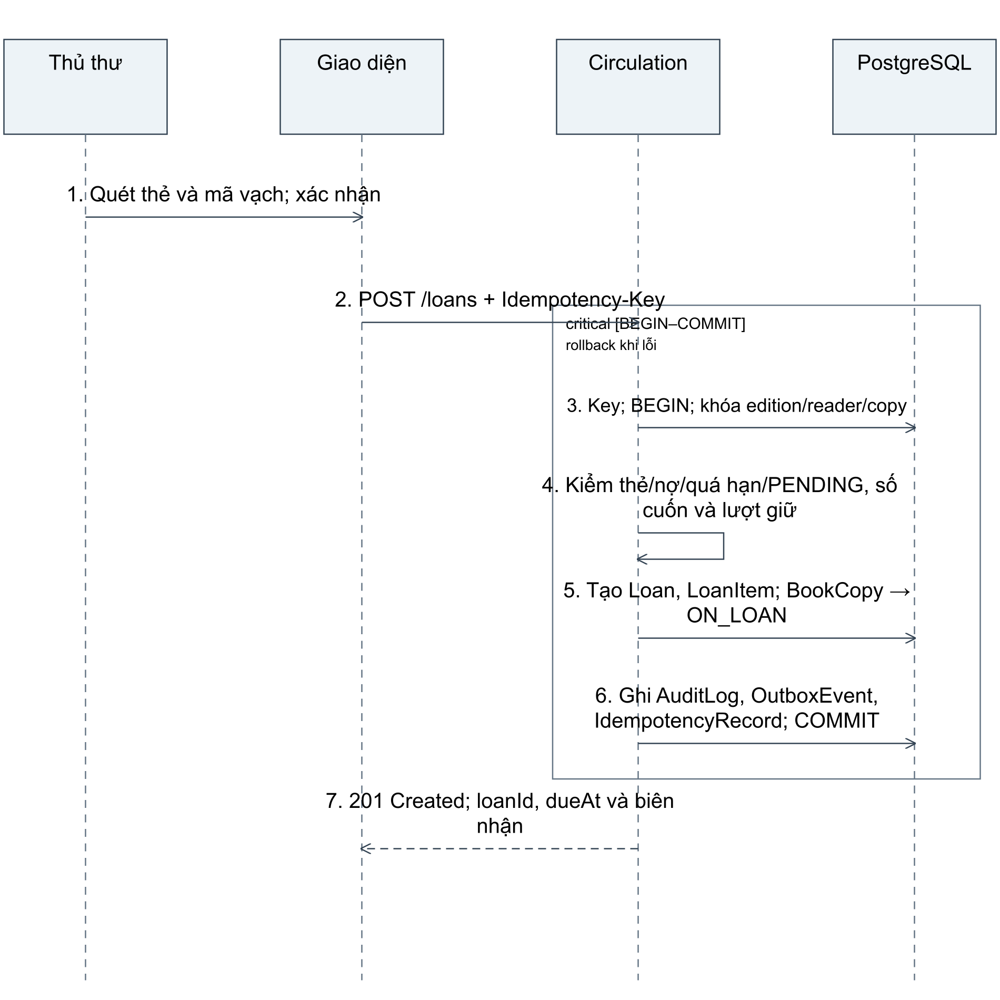 Thủ thư
Giao diện
Circulation
PostgreSQL
1. Quét thẻ và mã vạch; xác nhận
2. POST /loans + Idempotency-Key
critical [BEGIN–COMMIT]
rollback khi lỗi
3. Key; BEGIN; khóa edition/reader/copy
4. Kiểm thẻ/nợ/quá hạn/PENDING, số
cuốn và lượt giữ
5. Tạo Loan, LoanItem; BookCopy →
ON_LOAN
6. Ghi AuditLog, OutboxEvent,
IdempotencyRecord; COMMIT
7. 201 Created; loanId, dueAt và biên
nhận